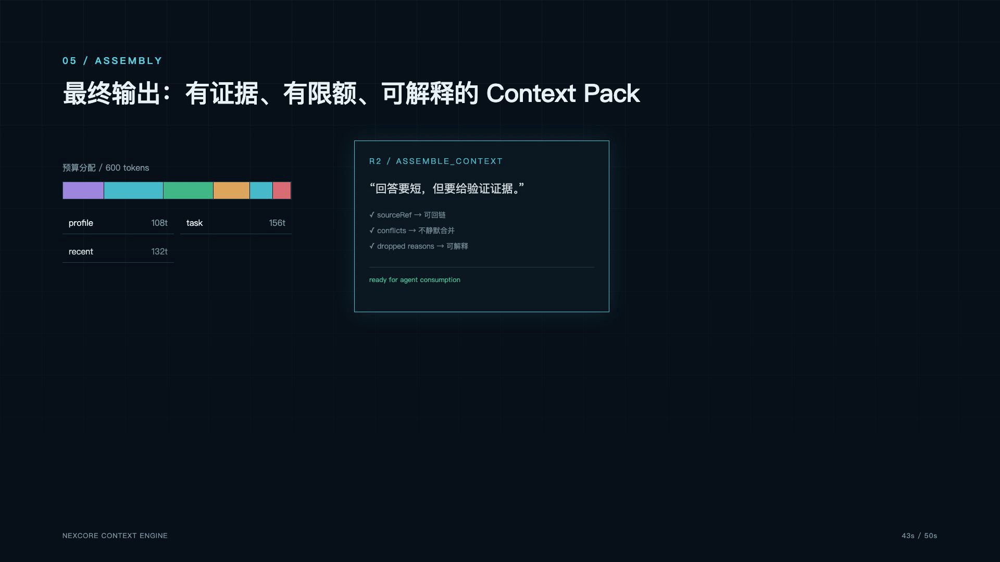 05 / ASSEMBLY
最终输出：有证据、有限额、可解释的 Context Pack
预算分配 / 600 tokens
profile 108t task 156t
recent 132t
R2 / ASSEMBLE_CONTEXT
“回答要短，但要给验证证据。”
✓ sourceRef → 可回链
✓ conflicts → 不静默合并
✓ dropped reasons → 可解释
ready for agent consumption
NEXCORE CONTEXT ENGINE
43s / 50s